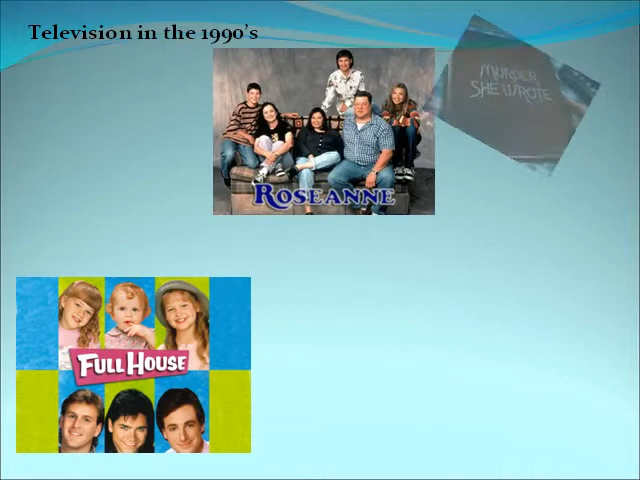 Television in the 1990's
MURDER
SHE WROTE
ROSEANNE
FULL HOUSE